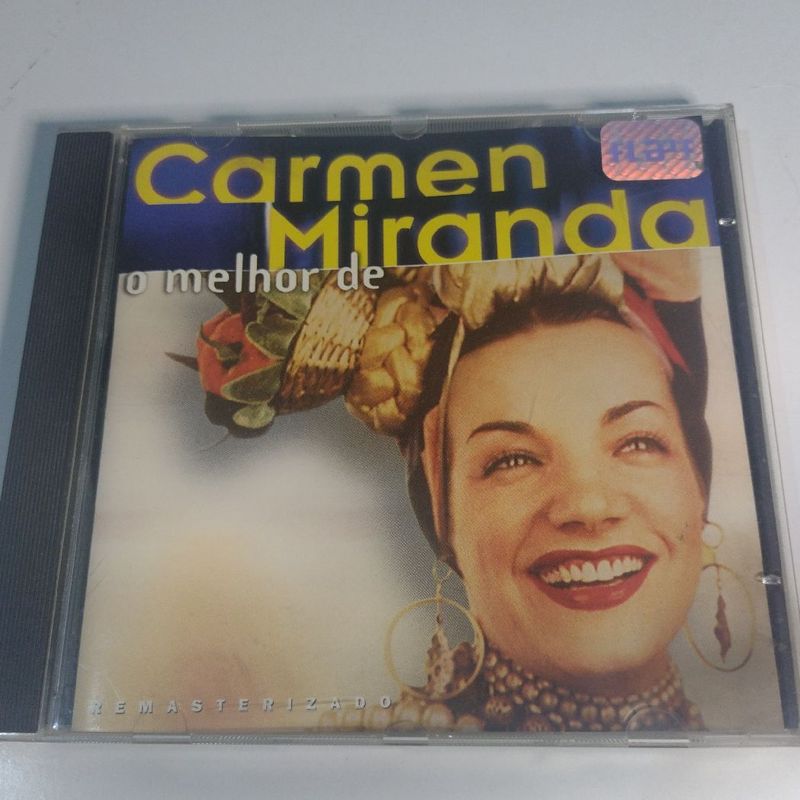 Carmen
Miranda
o melhor de
REMASTERIZADO